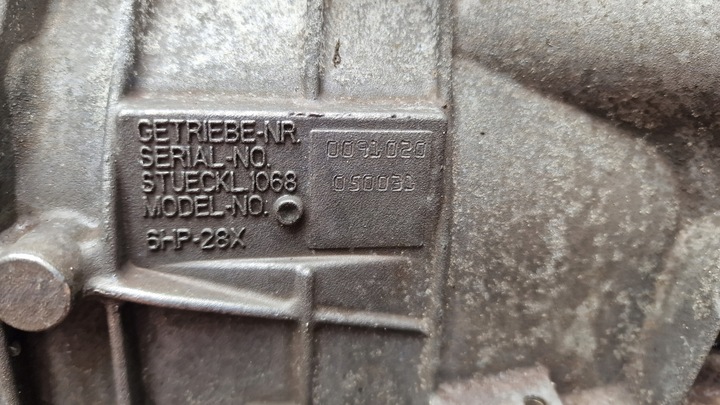 GETRIEBE-NR.
SERIAL-NO.
0091020
STUECKL.1068
050031
MODEL-NO.
6HP-28X